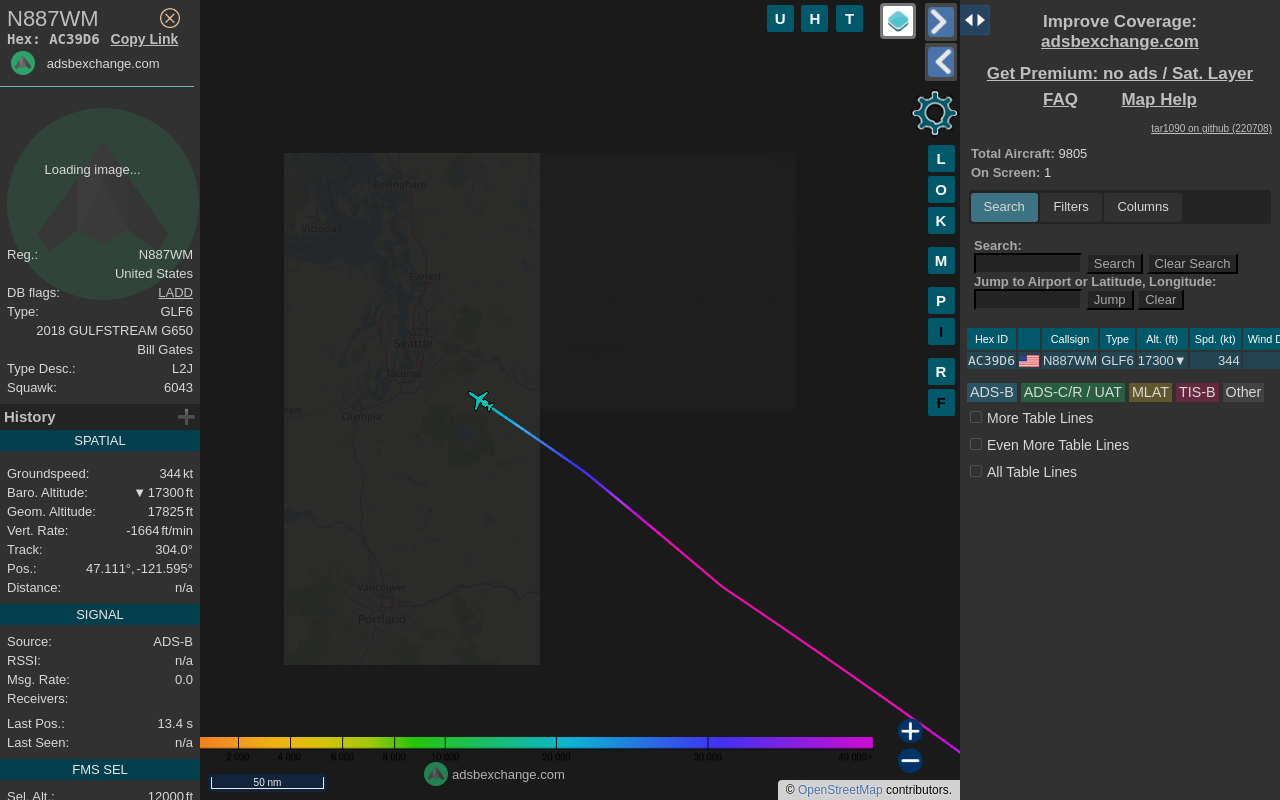 N887WM
Hex: AC39D6 Copy Link
adsbexchange.com
Loading image...
Reg.: N887WM
United States
DB flags: LADD
Type: GLF6
2018 GULFSTREAM G650
Bill Gates
Type Desc.: L2J
Squawk: 6043
History
SPATIAL
Groundspeed: 344 kt
Baro. Altitude: ▼ 17300 ft
Geom. Altitude: 17825 ft
Vert. Rate: -1664 ft/min
Track: 304.0°
Pos.: 47.111°, -121.595°
Distance: n/a
SIGNAL
Source: ADS-B
RSSI: n/a
Msg. Rate: 0.0
Receivers:
Last Pos.: 13.4 s
Last Seen: n/a
FMS SEL
Sel. Alt.: 12000 ft
U H T
L
O
K
M
P
I
R
F
Bellingham
Victoria
Everett
Seattle
Tacoma
Olympia
Vancouver
Portland
2 000 4 000 6 000 8 000 10 000 20 000 30 000 40 000+
adsbexchange.com
50 nm
© OpenStreetMap contributors.
Improve Coverage:
adsbexchange.com
Get Premium: no ads / Sat. Layer
FAQ Map Help
tar1090 on github (220708)
Total Aircraft: 9805
On Screen: 1
Search Filters Columns
Search:
Search Clear Search
Jump to Airport or Latitude, Longitude:
Jump Clear
Hex ID Callsign Type Alt. (ft) Spd. (kt) Wind D
AC39D6 N887WM GLF6 17300▼ 344
ADS-B ADS-C/R / UAT MLAT TIS-B Other
More Table Lines
Even More Table Lines
All Table Lines